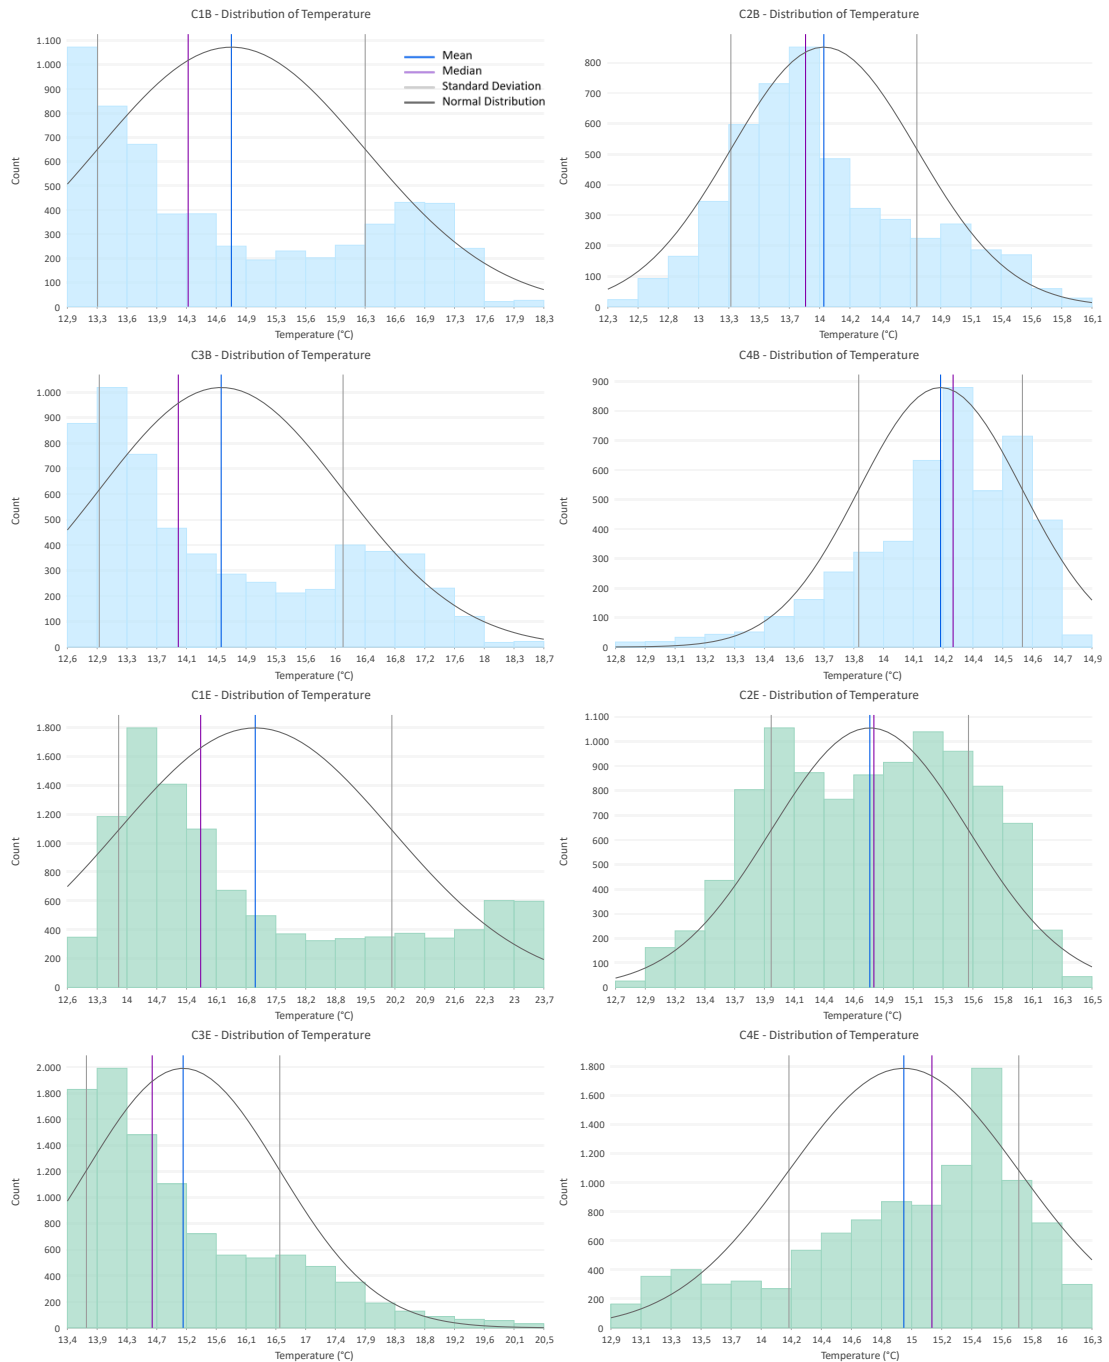 C1B - Distribution of Temperature
1.100
1.000
900
800
700
600
500
400
300
200
100
0
Count
12,9 13,3 13,6 13,9 14,3 14,6 14,9 15,3 15,6 15,9 16,3 16,6 16,9 17,3 17,6 17,9 18,3
Temperature (°C)
Mean
Median
Standard Deviation
Normal Distribution
C2B - Distribution of Temperature
800
700
600
500
400
300
200
100
0
Count
12,3 12,5 12,8 13 13,3 13,5 13,7 14 14,2 14,4 14,7 14,9 15,1 15,4 15,6 15,8 16,1
Temperature (°C)
C3B - Distribution of Temperature
1.000
900
800
700
600
500
400
300
200
100
0
Count
12,6 12,9 13,3 13,7 14,1 14,5 14,9 15,3 15,6 16 16,4 16,8 17,2 17,6 18 18,3 18,7
Temperature (°C)
C4B - Distribution of Temperature
900
800
700
600
500
400
300
200
100
0
Count
12,8 12,9 13,1 13,2 13,3 13,4 13,6 13,7 13,8 14 14,1 14,2 14,4 14,5 14,6 14,7 14,9
Temperature (°C)
C1E - Distribution of Temperature
1.800
1.600
1.400
1.200
1.000
800
600
400
200
0
Count
12,6 13,3 14 14,7 15,4 16,1 16,8 17,5 18,2 18,8 19,5 20,2 20,9 21,6 22,3 23 23,7
Temperature (°C)
C2E - Distribution of Temperature
1.100
1.000
900
800
700
600
500
400
300
200
100
0
Count
12,7 12,9 13,2 13,4 13,7 13,9 14,1 14,4 14,6 14,9 15,1 15,3 15,6 15,8 16,1 16,3 16,5
Temperature (°C)
C3E - Distribution of Temperature
2.000
1.800
1.600
1.400
1.200
1.000
800
600
400
200
0
Count
13,4 13,9 14,3 14,7 15,2 15,6 16,1 16,5 17 17,4 17,9 18,3 18,8 19,2 19,6 20,1 20,5
Temperature (°C)
C4E - Distribution of Temperature
1.800
1.600
1.400
1.200
1.000
800
600
400
200
0
Count
12,9 13,1 13,3 13,5 13,7 14 14,2 14,4 14,6 14,8 15 15,2 15,4 15,6 15,8 16 16,3
Temperature (°C)